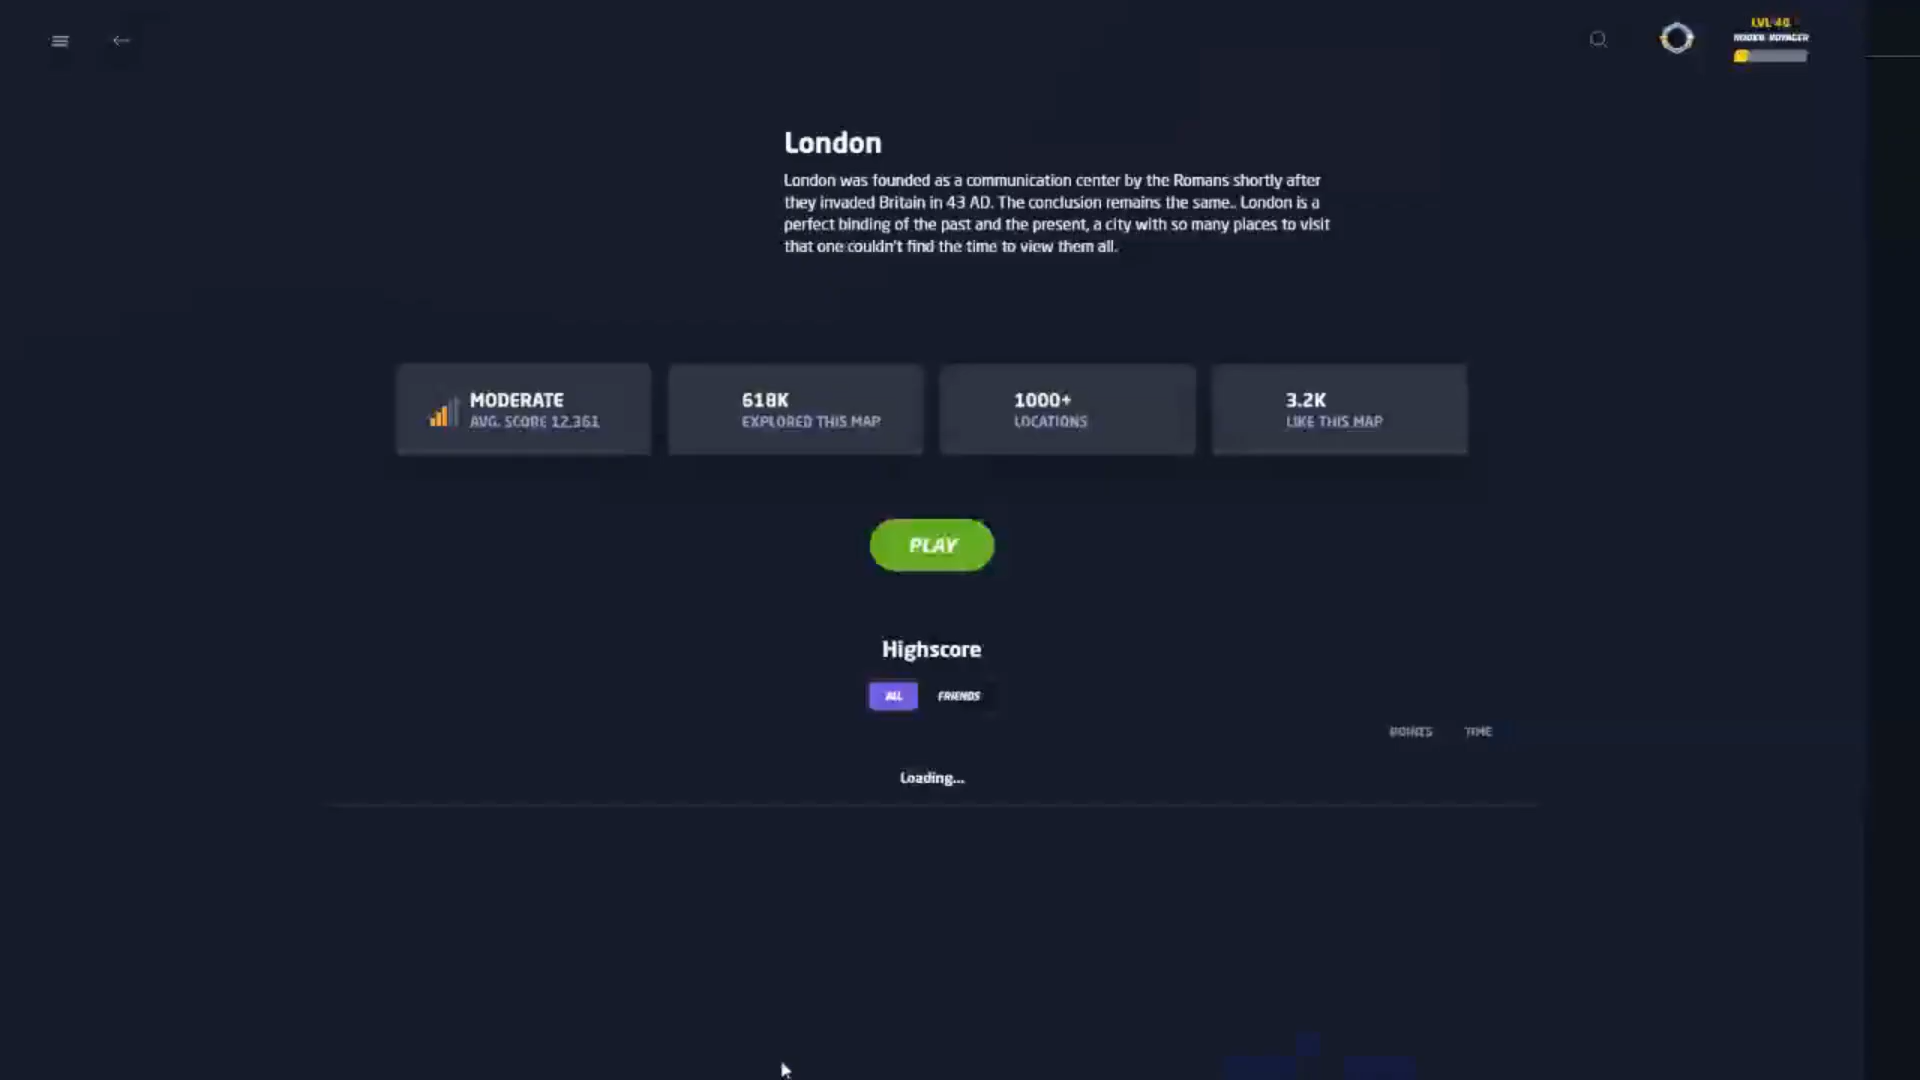 LVL 40
London
London was founded as a communication center by the Romans shortly after
they invaded Britain in 43 AD. The conclusion remains the same.. London is a
perfect binding of the past and the present, a city with so many places to visit
that one couldn't find the time to view them all.
MODERATE
AVG. SCORE 12,361
618K
EXPLORED THIS MAP
1000+
LOCATIONS
3.2K
LIKE THIS MAP
PLAY
Highscore
ALL FRIENDS
POINTS TIME
Loading...